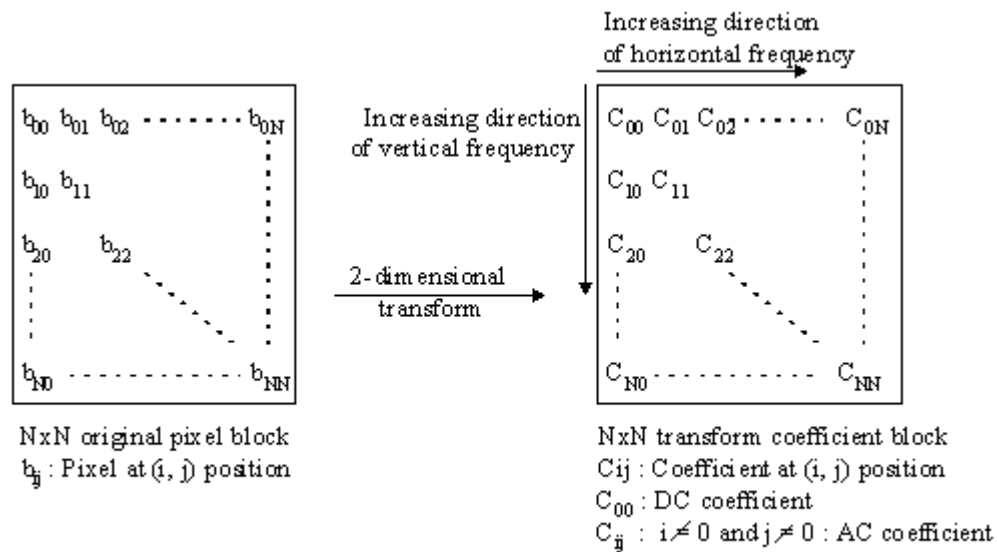 Increasing direction
of horizontal frequency
b00 b01 b02 b0N
b10 b11
b20 b22
bN0 bNN
NxN original pixel block
bij : Pixel at (i, j) position
2-dimensional
transform
Increasing direction
of vertical frequency
C00 C01 C02 C0N
C10 C11
C20 C22
CN0 CNN
NxN transform coefficient block
Cij : Coefficient at (i, j) position
C00 : DC coefficient
Cij : i ≠ 0 and j ≠ 0 : AC coefficient